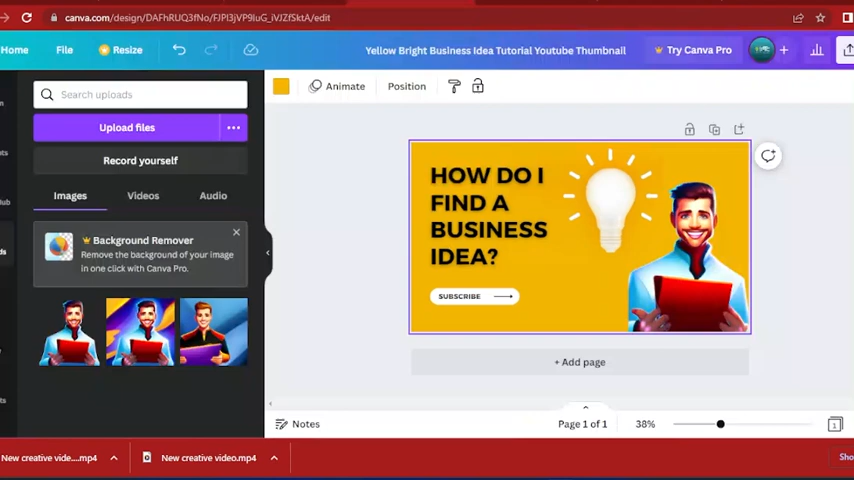 canva.com/design/DAFhRUQ3fNo/FJPI3jVP9luG_iVJZfSktA/edit
Home File Resize Yellow Bright Business Idea Tutorial Youtube Thumbnail Try Canva Pro +
Search uploads
Animate Position
Upload files ...
Record yourself
Images Videos Audio
Background Remover
Remove the background of your image
in one click with Canva Pro.
HOW DO I
FIND A
BUSINESS
IDEA?
SUBSCRIBE
+ Add page
Notes Page 1 of 1 38% 1
New creative vide....mp4 New creative video.mp4